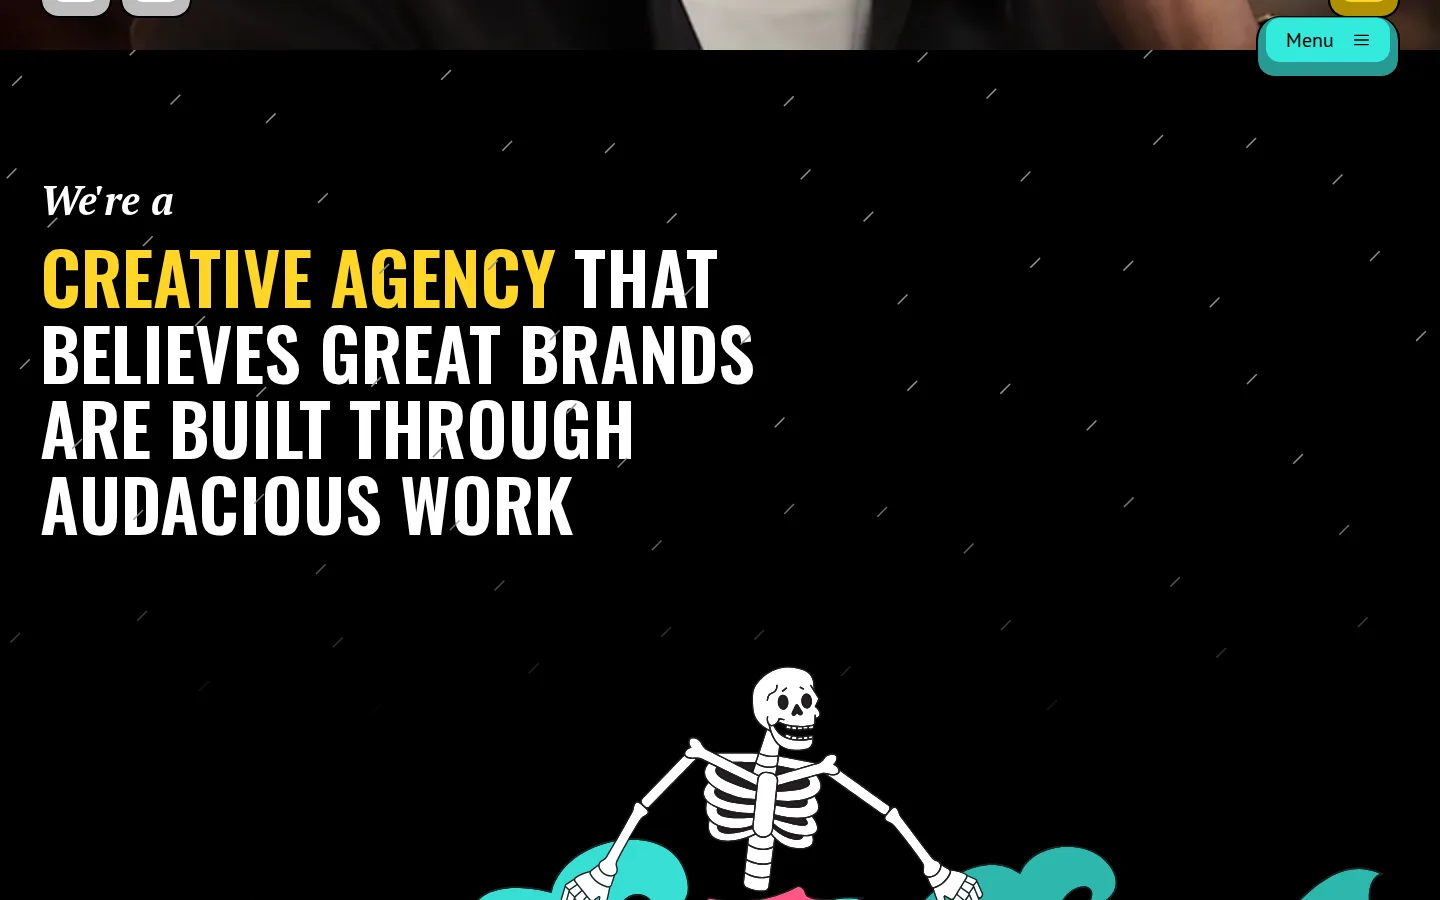 Menu
We're a
CREATIVE AGENCY THAT
BELIEVES GREAT BRANDS
ARE BUILT THROUGH
AUDACIOUS WORK